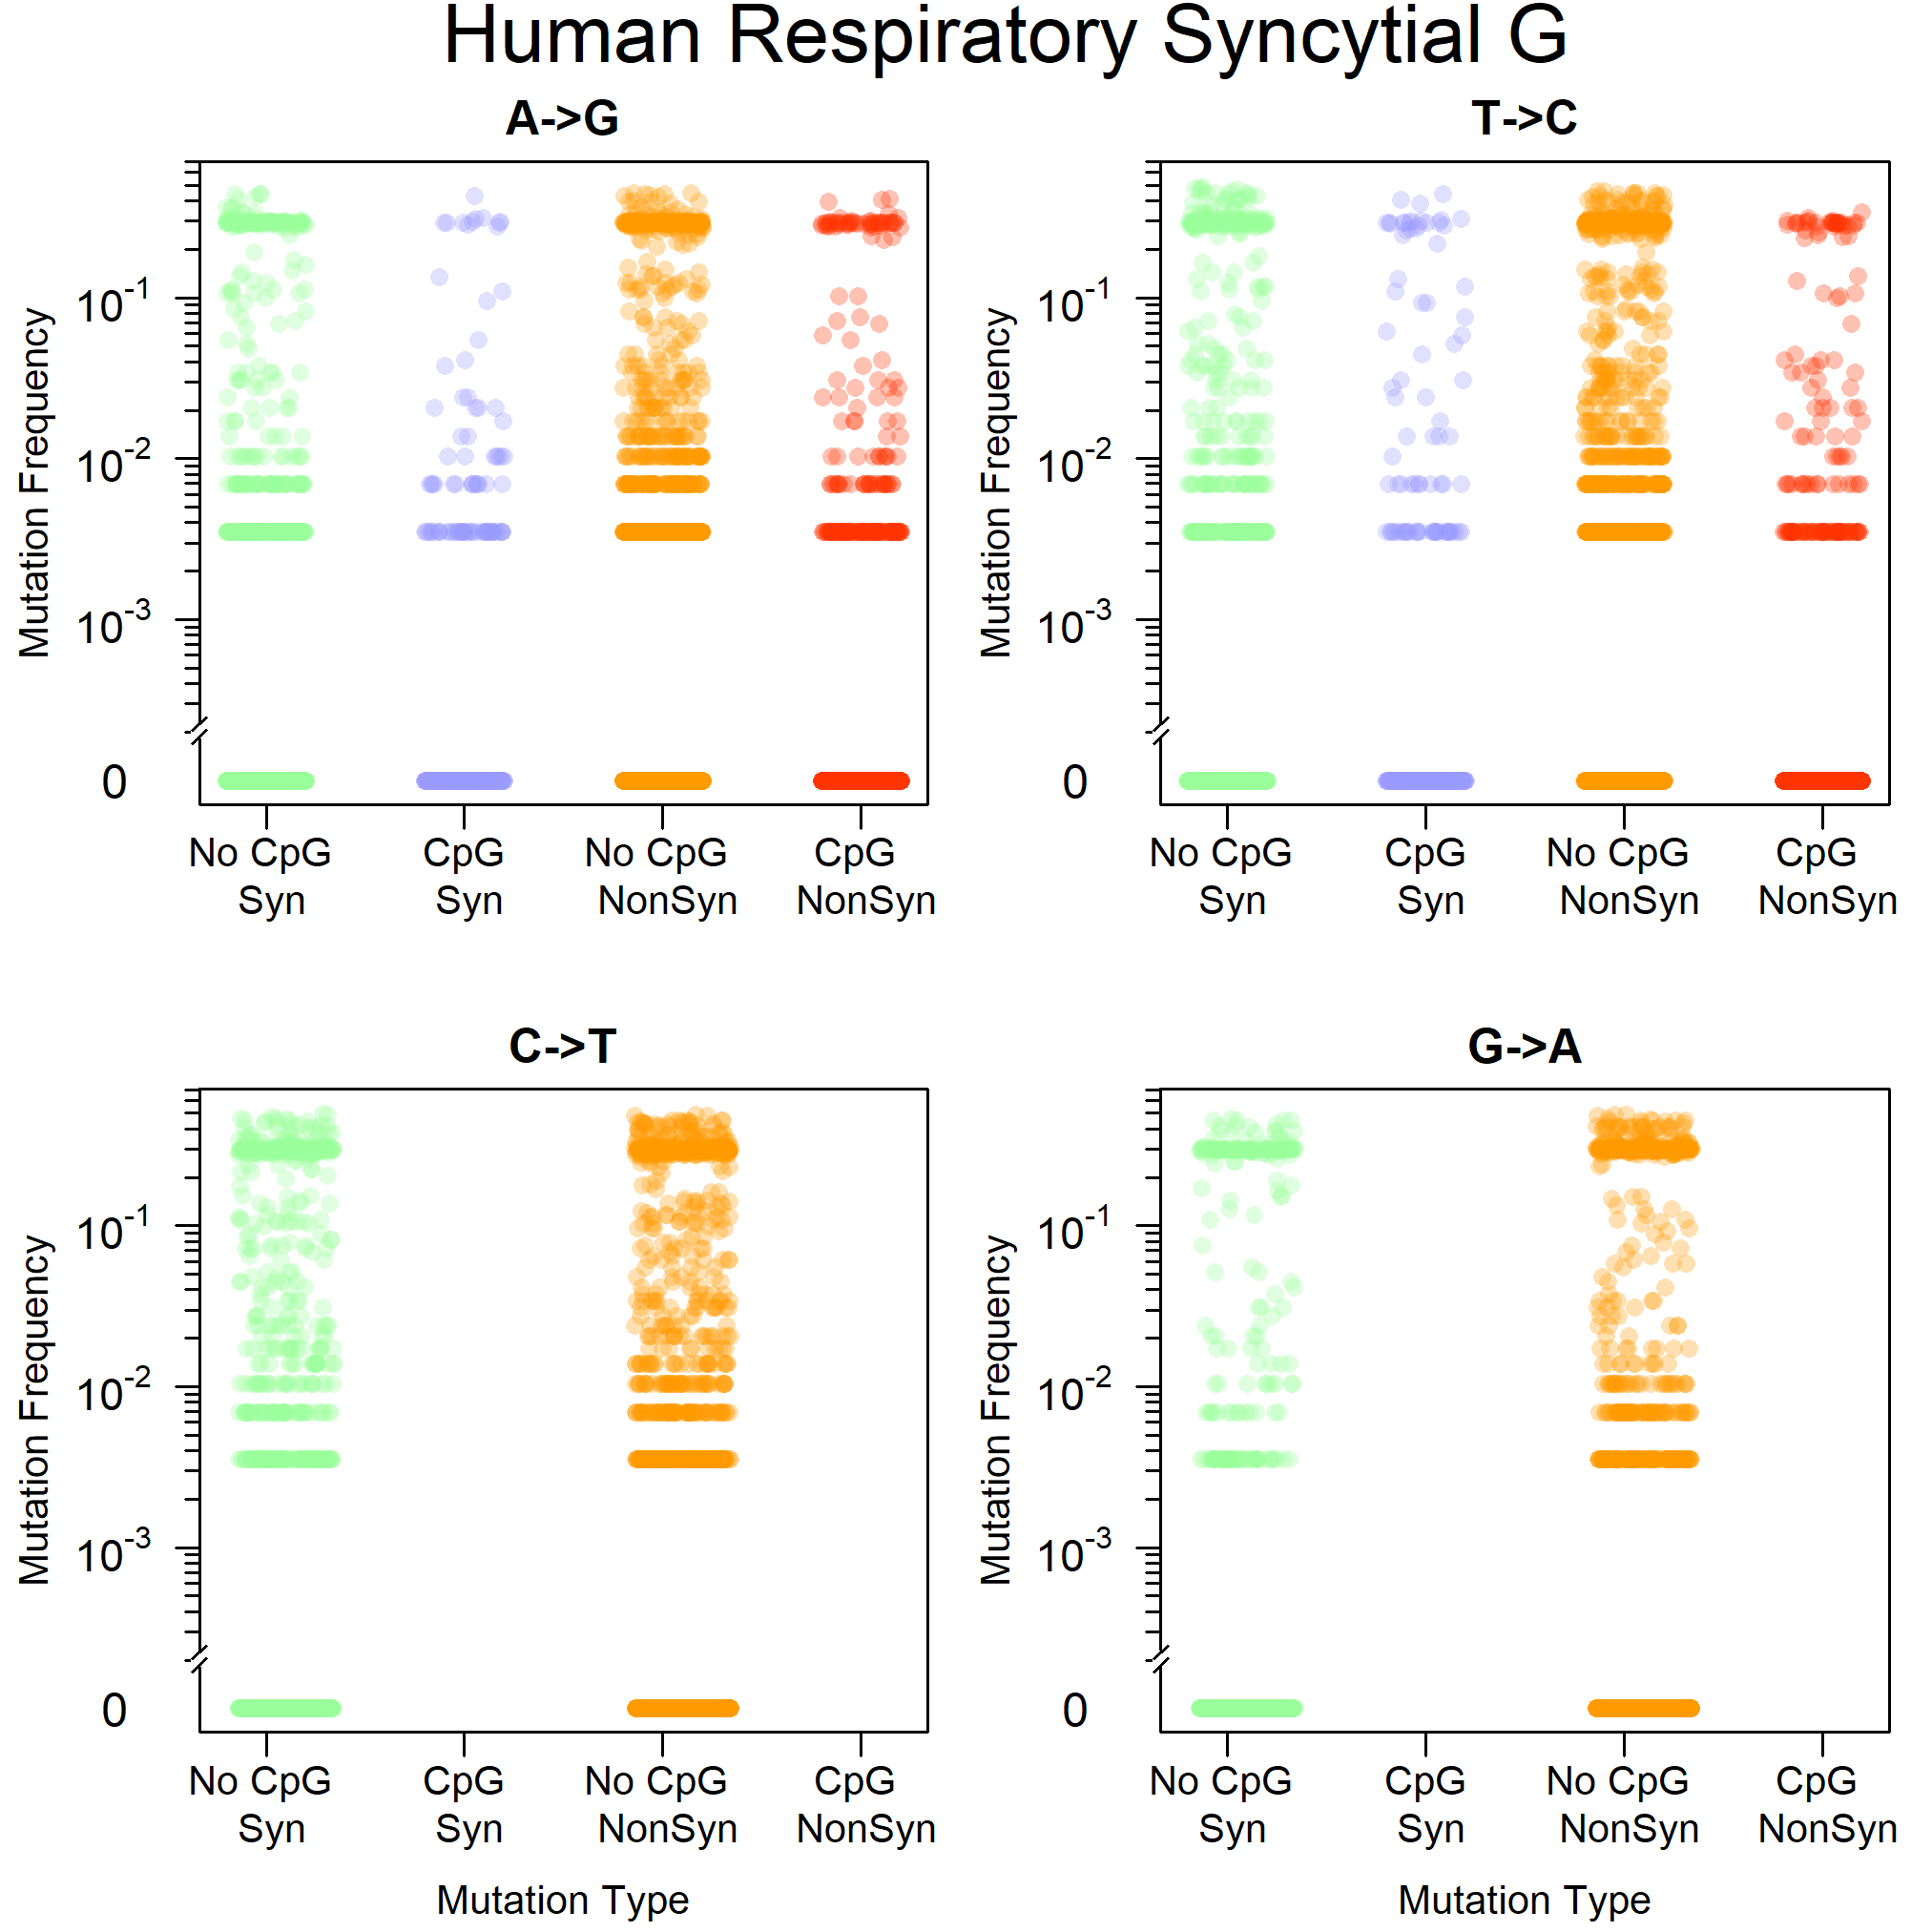 Human Respiratory Syncytial G
A->G
Mutation Frequency
10-1
10-2
10-3
0
No CpG CpG No CpG CpG
Syn Syn NonSyn NonSyn
T->C
Mutation Frequency
10-1
10-2
10-3
0
No CpG CpG No CpG CpG
Syn Syn NonSyn NonSyn
C->T
Mutation Frequency
10-1
10-2
10-3
0
No CpG CpG No CpG CpG
Syn Syn NonSyn NonSyn
Mutation Type
G->A
Mutation Frequency
10-1
10-2
10-3
0
No CpG CpG No CpG CpG
Syn Syn NonSyn NonSyn
Mutation Type